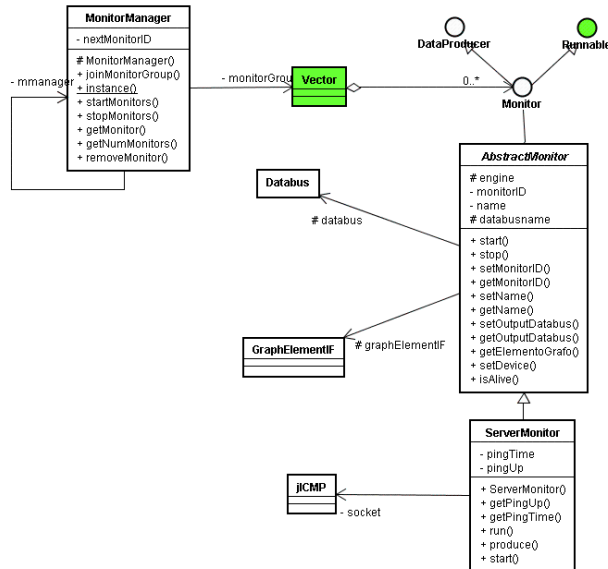 MonitorManager
- nextMonitorID
# MonitorManager()
+ joinMonitorGroup()
+ instance()
+ startMonitors()
+ stopMonitors()
+ getMonitor()
+ getNumMonitors()
+ removeMonitor()
- mmanager
- monitorGrou
Vector
0..*
DataProducer
Runnable
Monitor
AbstractMonitor
# engine
- monitorID
- name
# databusname
+ start()
+ stop()
+ setMonitorID()
+ getMonitorID()
+ setName()
+ getName()
+ setOutputDatabus()
+ getOutputDatabus()
+ getElementoGrafo()
+ setDevice()
+ isAlive()
Databus
# databus
GraphElementIF
# graphElementIF
ServerMonitor
- pingTime
- pingUp
+ ServerMonitor()
+ getPingUp()
+ getPingTime()
+ run()
+ produce()
+ start()
jICMP
- socket